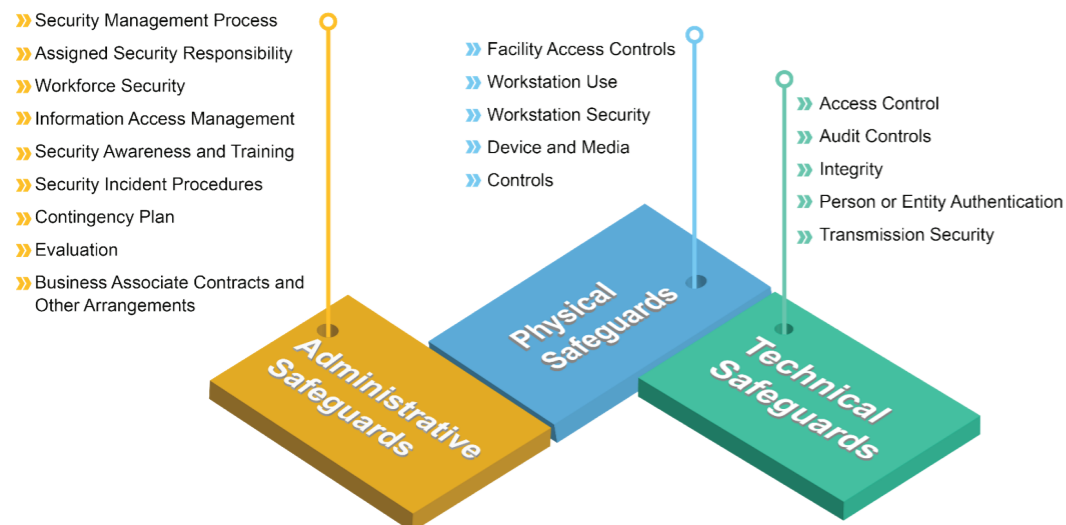 Security Management Process
Assigned Security Responsibility
Workforce Security
Information Access Management
Security Awareness and Training
Security Incident Procedures
Contingency Plan
Evaluation
Business Associate Contracts and
Other Arrangements
Administrative
Safeguards
Facility Access Controls
Workstation Use
Workstation Security
Device and Media
Controls
Physical
Safeguards
Access Control
Audit Controls
Integrity
Person or Entity Authentication
Transmission Security
Technical
Safeguards